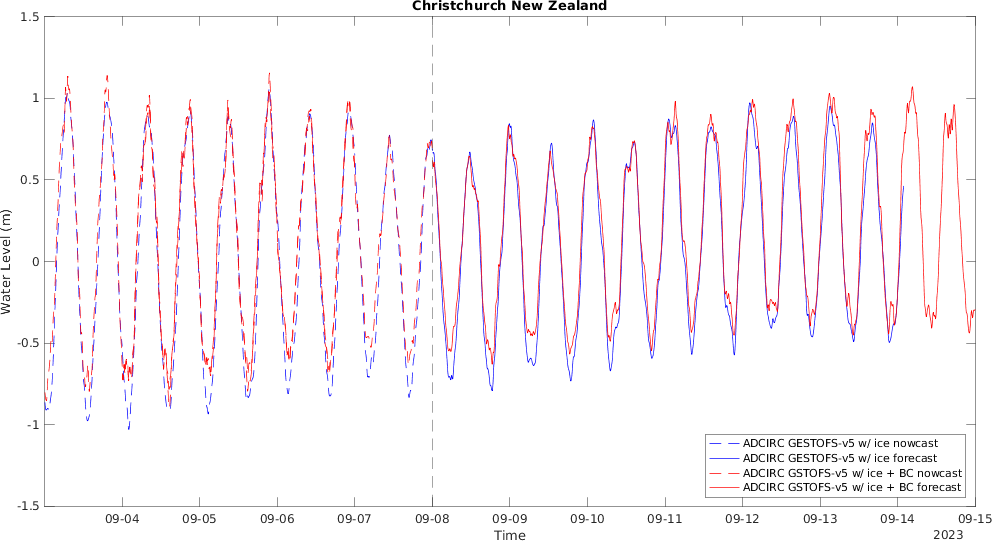 Christchurch New Zealand
1.5
1
0.5
0
-0.5
-1
-1.5
Water Level (m)
09-04 09-05 09-06 09-07 09-08 09-09 09-10 09-11 09-12 09-13 09-14 09-15
Time
2023
ADCIRC GESTOFS-v5 w/ ice nowcast
ADCIRC GESTOFS-v5 w/ ice forecast
ADCIRC GSTOFS-v5 w/ ice + BC nowcast
ADCIRC GSTOFS-v5 w/ ice + BC forecast